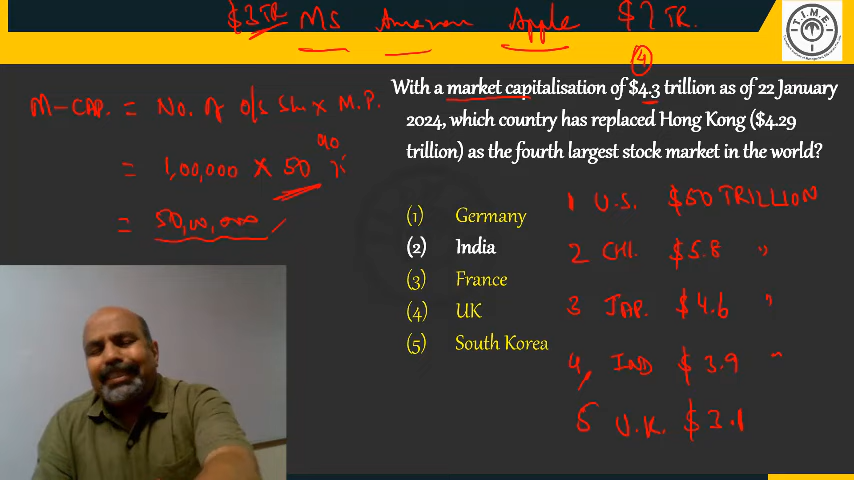 $3 TR MS Amazon Apple $7 TR.
T.I.M.E.
4
With a market capitalisation of $4.3 trillion as of 22 January
2024, which country has replaced Hong Kong ($4.29
trillion) as the fourth largest stock market in the world?
M-CAP. = No. of o/s Sh. x M.P.
90
= 1,00,000 x 50
= 50,00,000
(1) Germany
(2) India
(3) France
(4) UK
(5) South Korea
1 U.S. $50 TRILLION
2 CHI. $5.8 "
3 JAP. $4.6 "
4, IND $3.9 "
5 U.K. $3.1